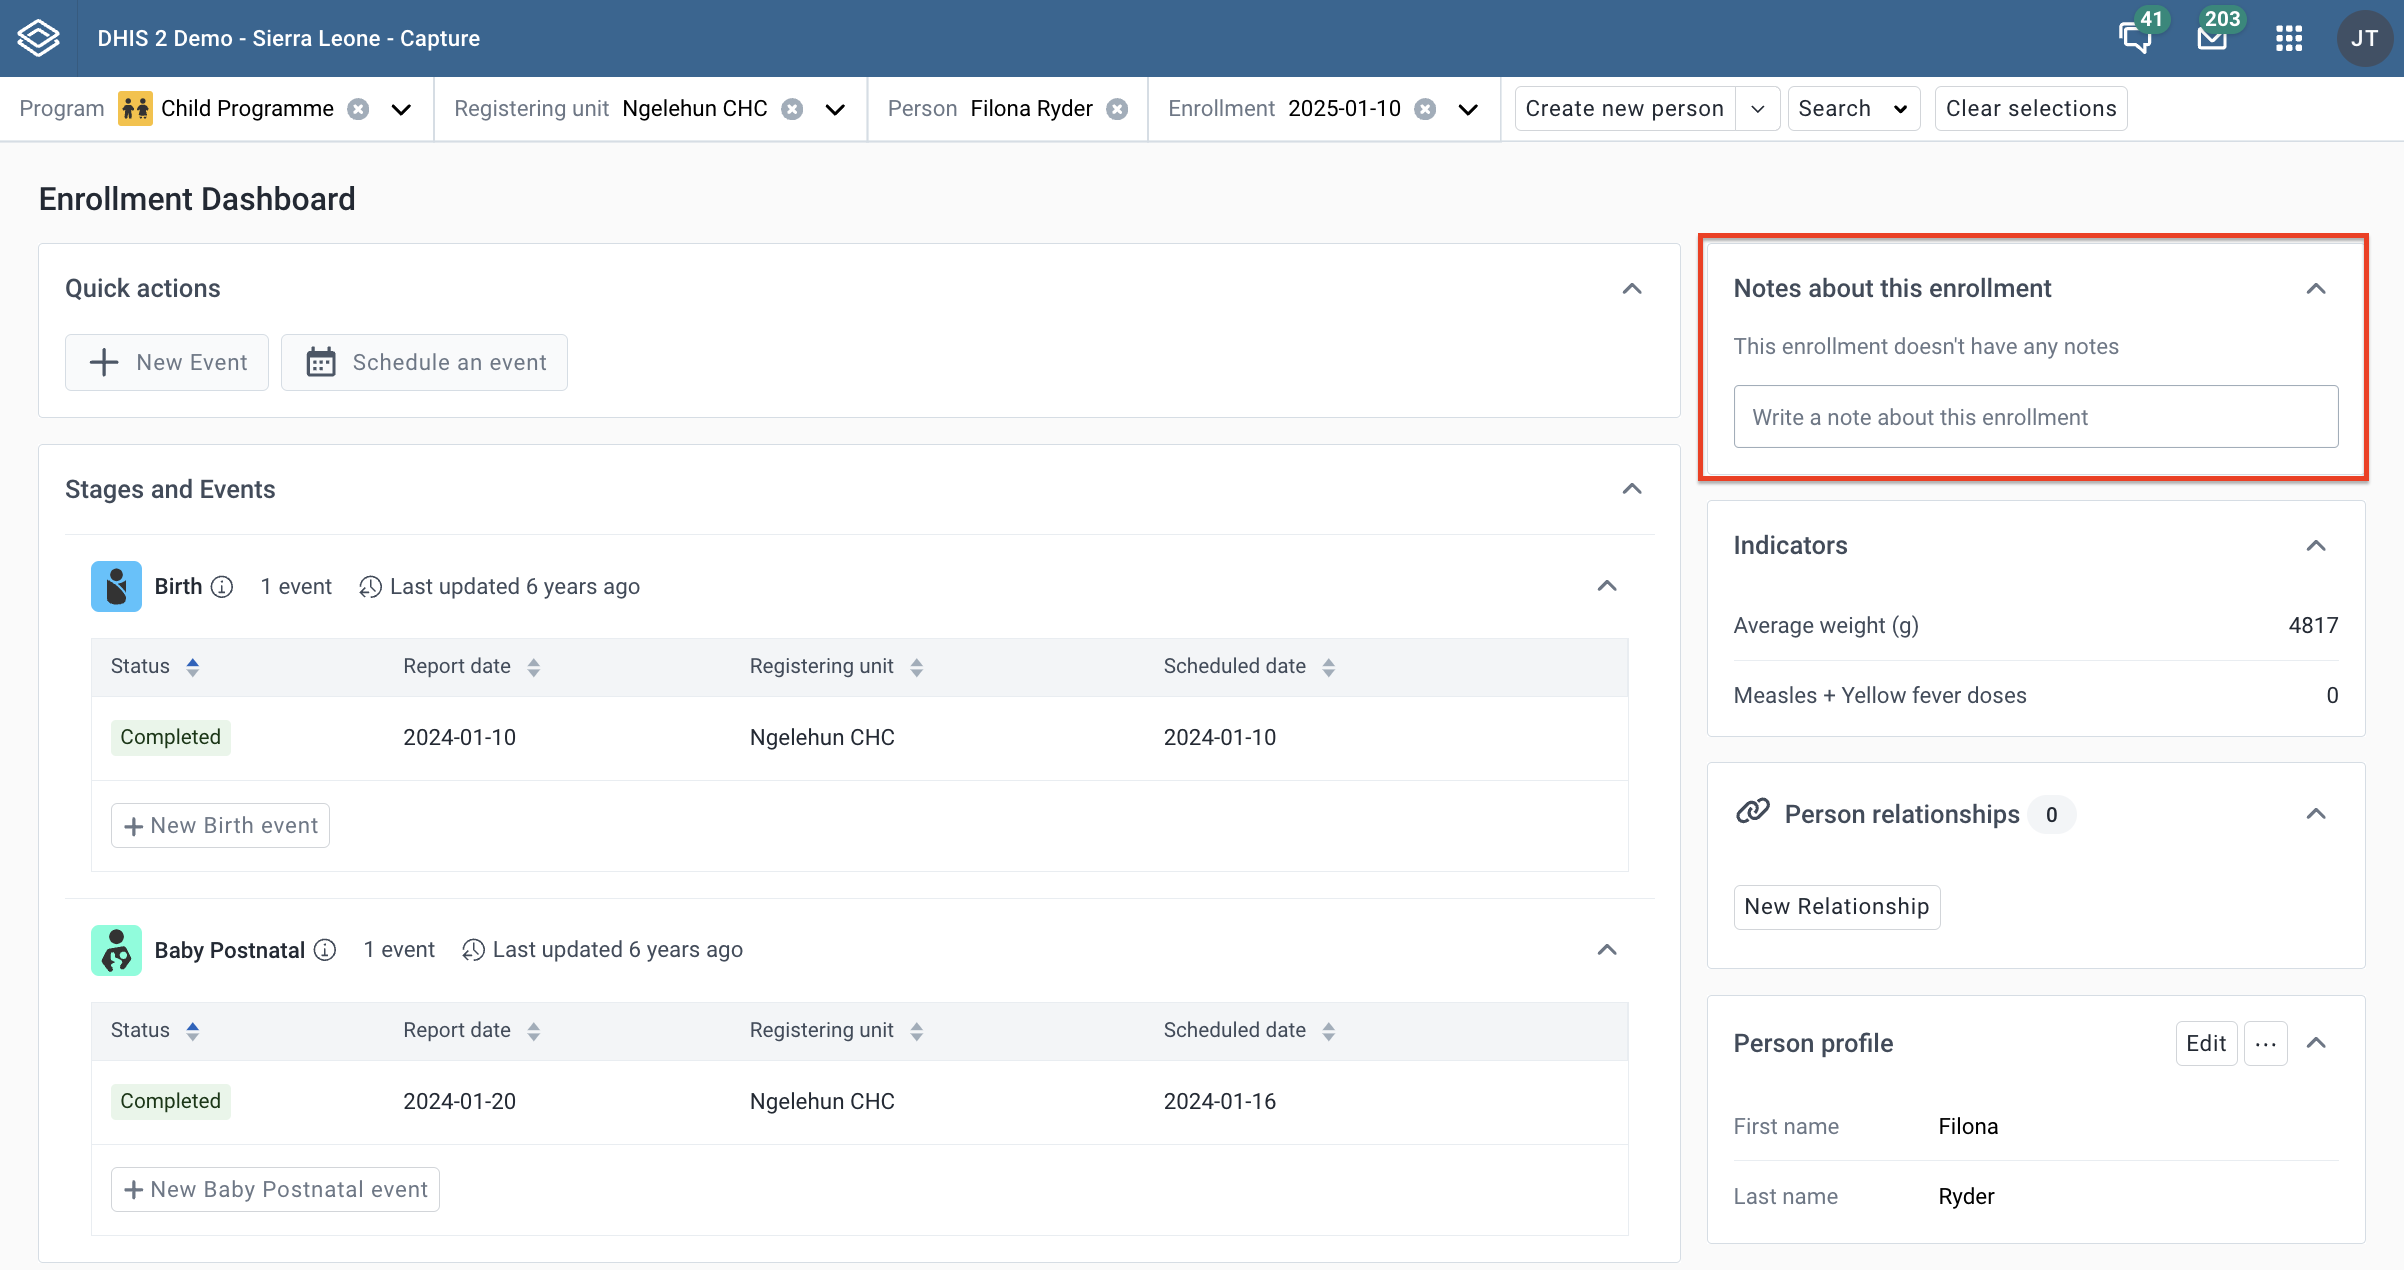 DHIS 2 Demo - Sierra Leone - Capture
41
203
JT
Program Child Programme
Registering unit Ngelehun CHC
Person Filona Ryder
Enrollment 2025-01-10
Create new person
Search
Clear selections
Enrollment Dashboard
Quick actions
New Event
Schedule an event
Stages and Events
Birth 1 event Last updated 6 years ago
Status Report date Registering unit Scheduled date
Completed 2024-01-10 Ngelehun CHC 2024-01-10
New Birth event
Baby Postnatal 1 event Last updated 6 years ago
Status Report date Registering unit Scheduled date
Completed 2024-01-20 Ngelehun CHC 2024-01-16
New Baby Postnatal event
Notes about this enrollment
This enrollment doesn't have any notes
Write a note about this enrollment
Indicators
Average weight (g) 4817
Measles + Yellow fever doses 0
Person relationships 0
New Relationship
Person profile Edit ...
First name Filona
Last name Ryder